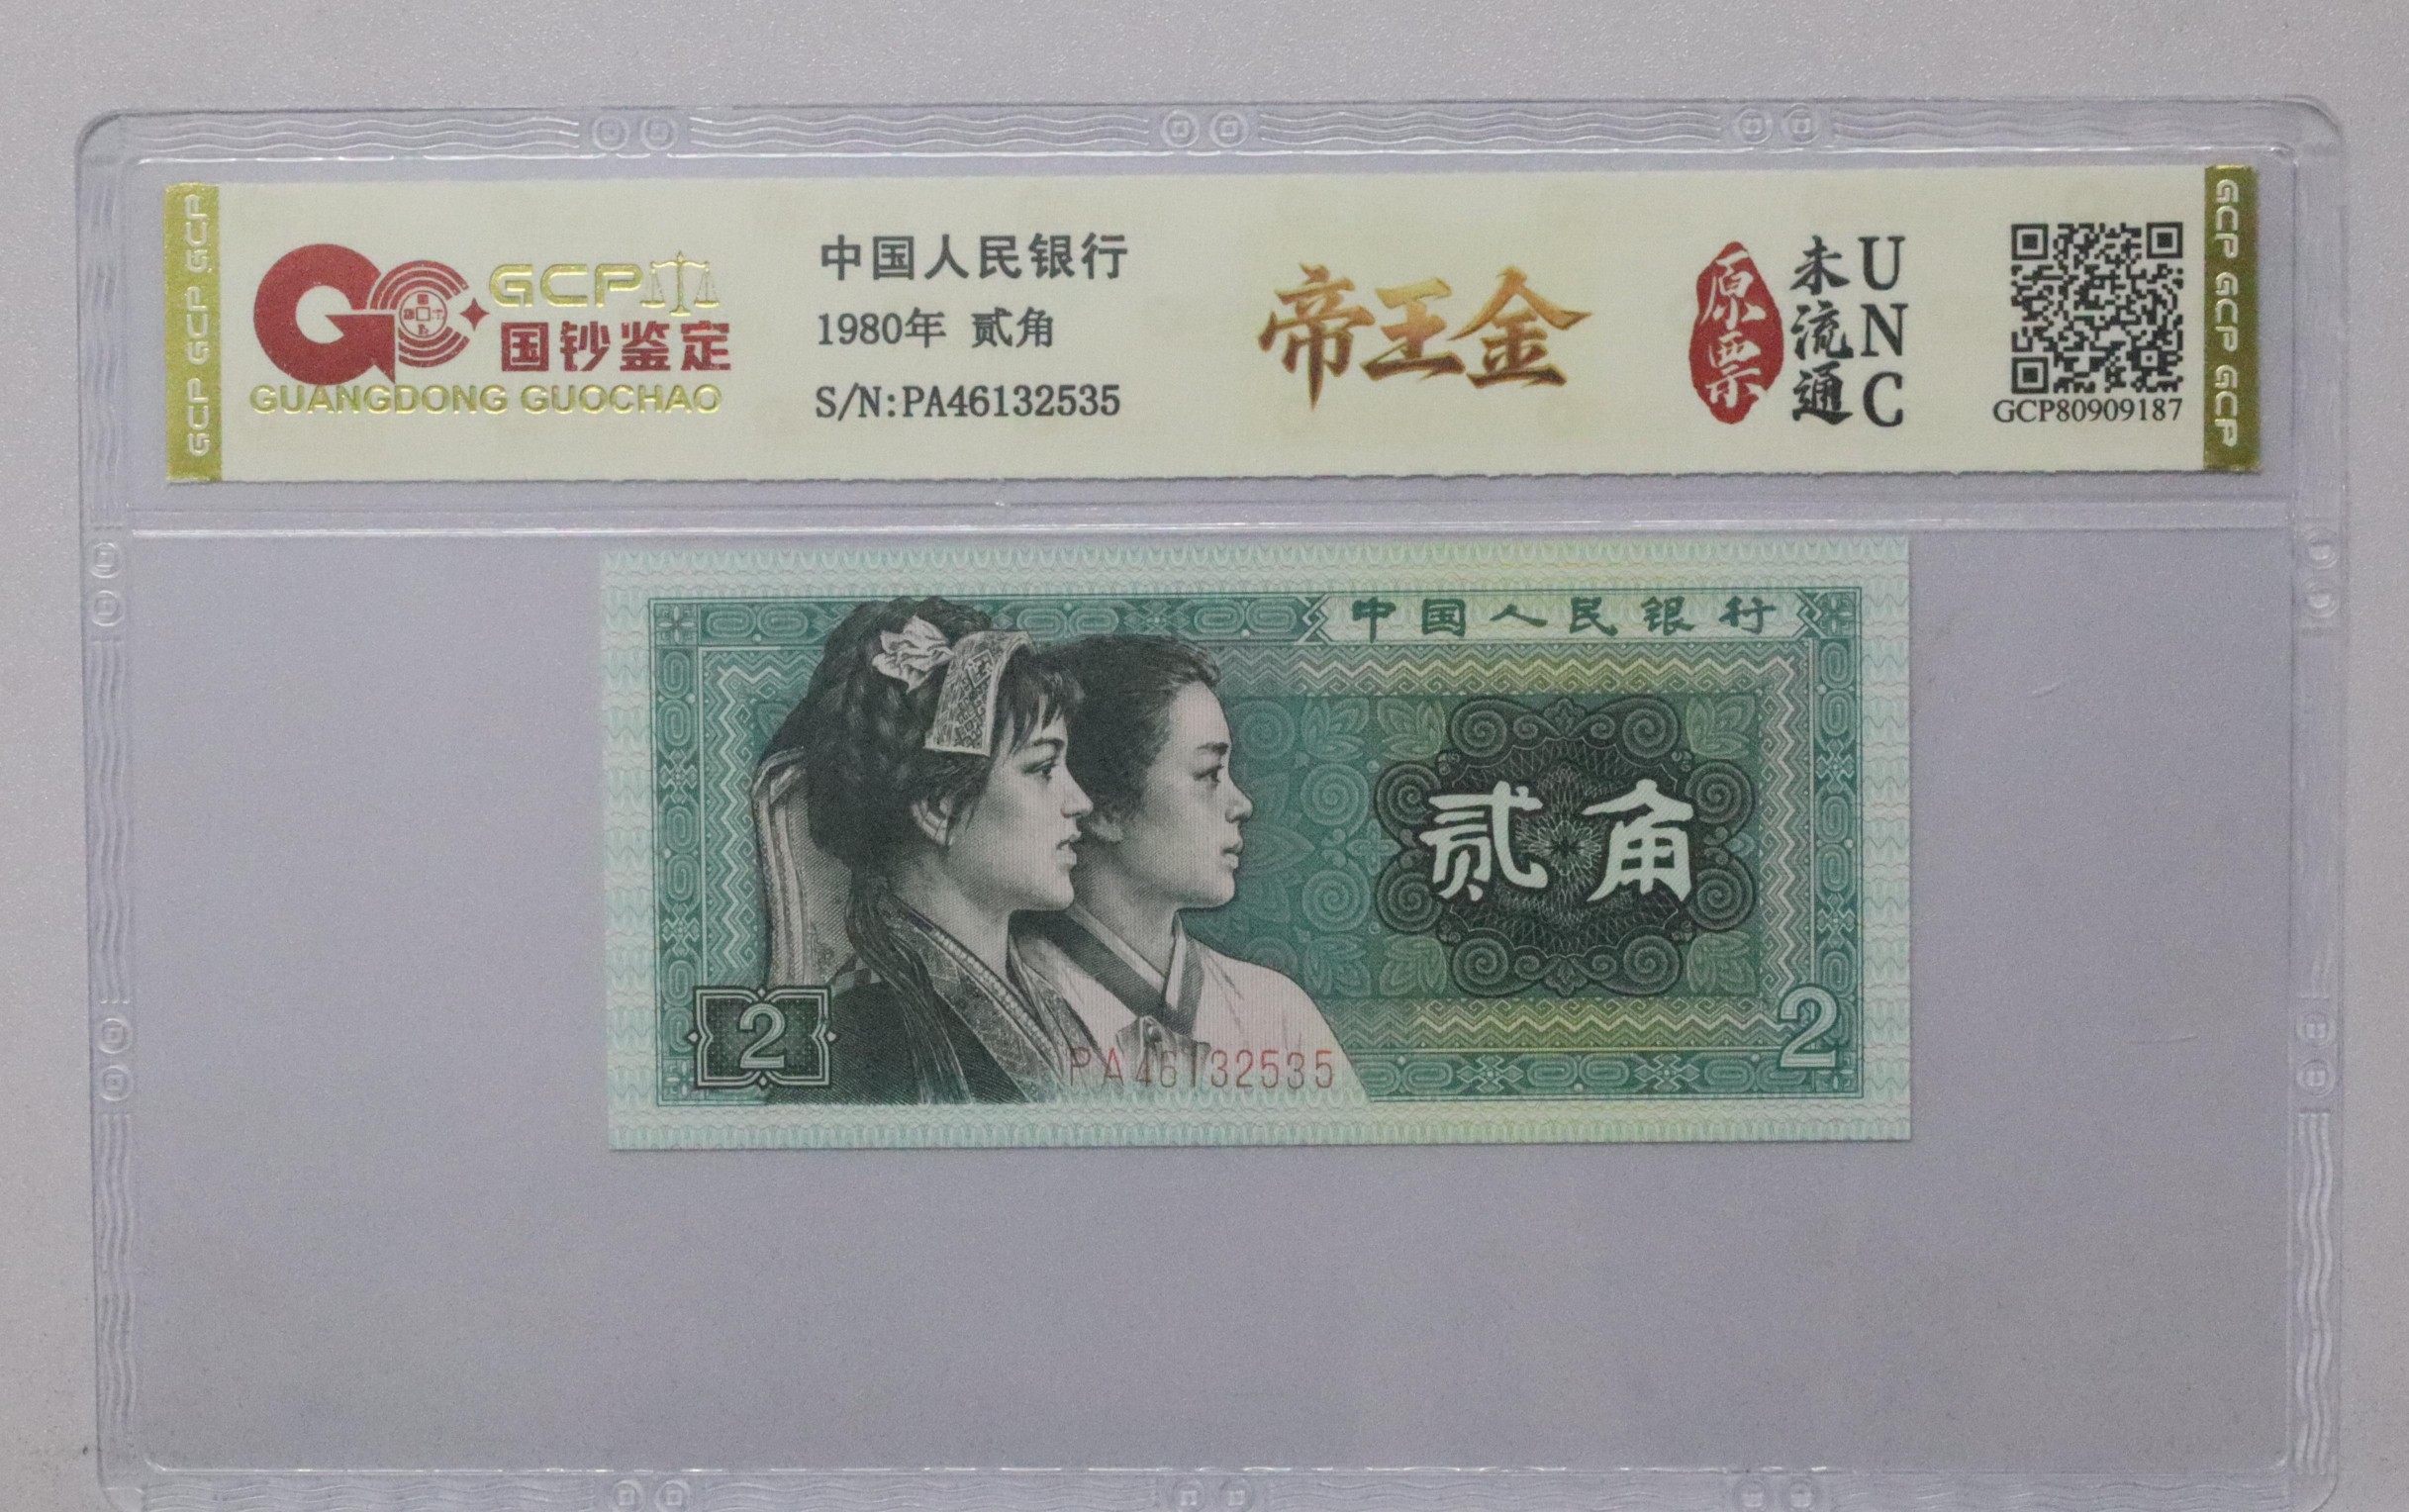 GCP GCP GCP
GCP
国钞鉴定
GUANGDONG GUOCHAO
中国人民银行
1980年 贰角
S/N:PA46132535
帝王金
原票
未流通
UNC
GCP80909187
GCP GCP GCP
中国人民银行
贰角
2
2
PA46132535